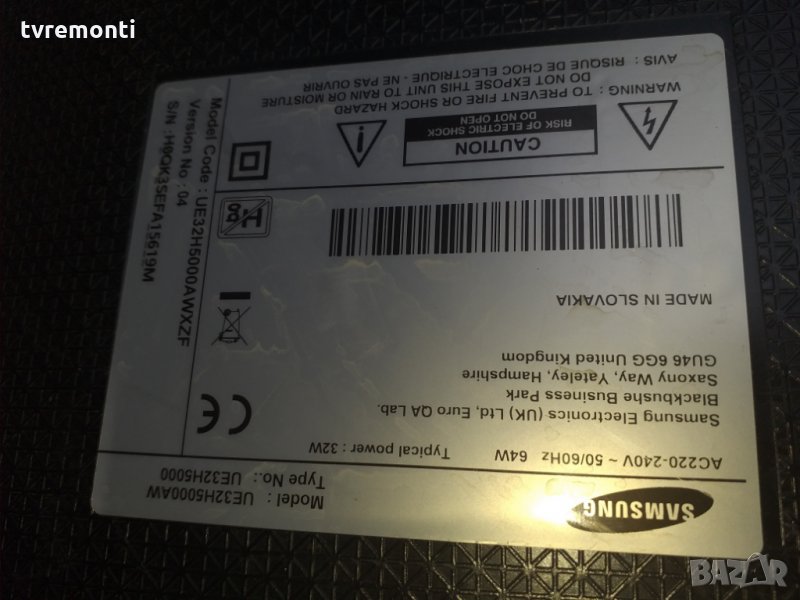 tvremonti
SAMSUNG
Model : UE32H5000AW
Type No.: UE32H5000
AC220-240V ~ 50/60Hz 64W
Typical power : 32W
Samsung Electronics (UK) Ltd, Euro QA Lab.
Blackbushe Business Park
Saxony Way, Yateley, Hampshire
GU46 6GG United Kingdom
MADE IN SLOVAKIA
Hg
CAUTION
RISK OF ELECTRIC SHOCK
DO NOT OPEN
WARNING : TO PREVENT FIRE OR SHOCK HAZARD
DO NOT EXPOSE THIS UNIT TO RAIN OR MOISTURE
AVIS : RISQUE DE CHOC ELECTRIQUE - NE PAS OUVRIR
Model Code : UE32H5000AWXZF
Version No : 04
S/N : H0QK3SEFA15619M
BAZAR